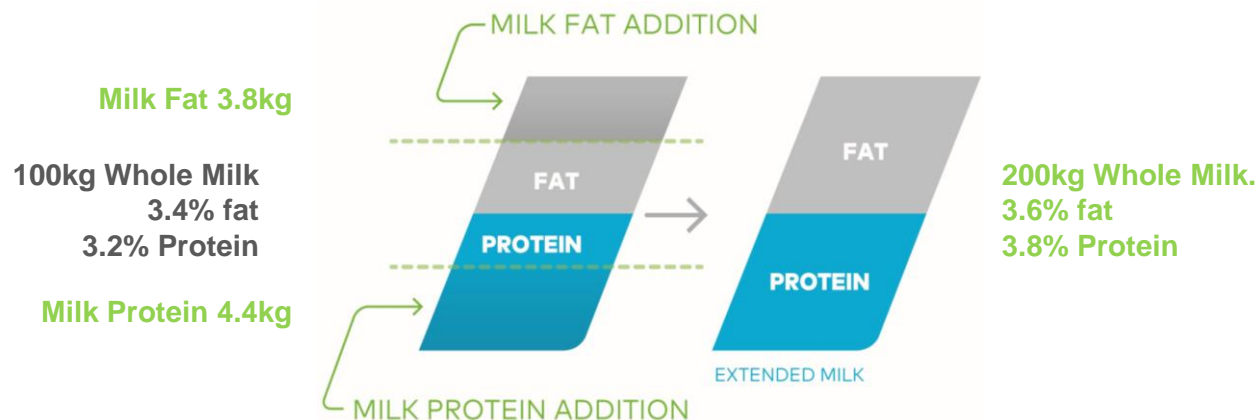 MILK FAT ADDITION
Milk Fat 3.8kg
100kg Whole Milk
3.4% fat
3.2% Protein
Milk Protein 4.4kg
FAT
PROTEIN
MILK PROTEIN ADDITION
FAT
PROTEIN
EXTENDED MILK
200kg Whole Milk.
3.6% fat
3.8% Protein